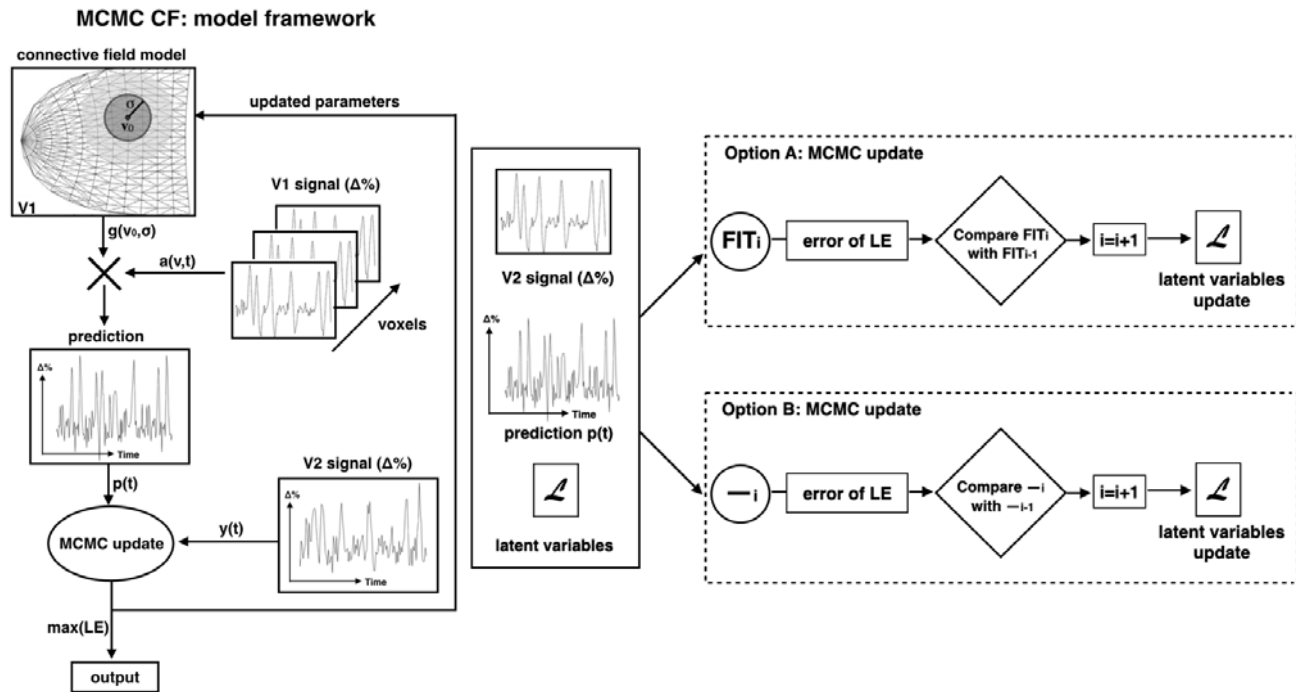 MCMC CF: model framework
connective field model
σ
v₀
V1
updated parameters
V1 signal (Δ%)
g(v₀,σ)
a(v,t)
voxels
prediction
Δ%
Time
p(t)
V2 signal (Δ%)
Δ%
Time
y(t)
MCMC update
max(LE)
output
V2 signal (Δ%)
Δ%
Time
prediction p(t)
ℒ
latent variables
Option A: MCMC update
FITi
error of LE
Compare FITi
with FITi-1
i=i+1
ℒ
latent variables
update
Option B: MCMC update
—i
error of LE
Compare —i
with —i-1
i=i+1
ℒ
latent variables
update